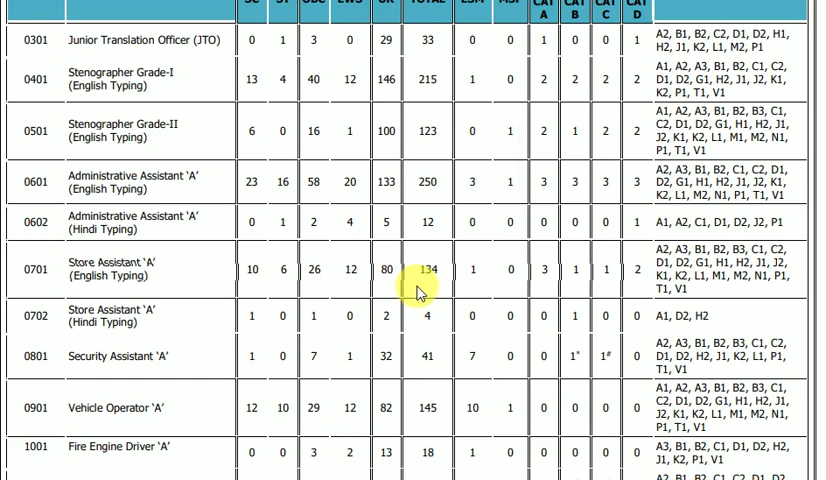 SC ST OBC EWS UR TOTAL ESM MSP CAT A CAT B CAT C CAT D
0301 Junior Translation Officer (JTO) 0 1 3 0 29 33 0 0 1 0 0 1 A2, B1, B2, C2, D1, D2, H1,
H2, J1, K2, L1, M2, P1
0401 Stenographer Grade-I (English Typing) 13 4 40 12 146 215 1 0 2 2 2 2 A1, A2, A3, B1, B2, C1, C2,
D1, D2, G1, H1, H2, J1, J2, K1,
K2, P1, T1, V1
0501 Stenographer Grade-II (English Typing) 6 0 16 1 100 123 0 1 2 1 2 2 A1, A2, A3, B1, B2, B3, C1,
C2, D1, D2, G1, H1, H2, J1,
J2, K1, K2, L1, M1, M2, N1,
P1, T1, V1
0601 Administrative Assistant ‘A’ (English Typing) 23 16 58 20 133 250 3 1 3 3 3 3 A2, A3, B1, B2, C1, C2, D1,
D2, G1, H1, H2, J1, J2, K1,
K2, L1, M2, N1, P1, T1, V1
0602 Administrative Assistant ‘A’ (Hindi Typing) 0 1 2 4 5 12 0 0 0 0 0 1 A1, A2, C1, D1, D2, J2, P1
0701 Store Assistant ‘A’ (English Typing) 10 6 26 12 80 134 1 0 3 1 1 2 A2, A3, B1, B2, B3, C1, C2,
D1, D2, G1, H1, H2, J1, J2,
K1, K2, L1, M1, M2, N1, P1,
T1, V1
0702 Store Assistant ‘A’ (Hindi Typing) 1 0 1 0 2 4 0 0 0 1 0 0 A1, D2, H2
0801 Security Assistant ‘A’ 1 0 7 1 32 41 7 0 0 1* 1# 0 A2, A3, B1, B2, B3, C1, C2,
D1, D2, H2, J1, K2, L1, P1,
T1, V1
0901 Vehicle Operator ‘A’ 12 10 29 12 82 145 10 1 0 0 0 0 A1, A2, A3, B1, B2, B3, C1,
C2, D1, D2, G1, H1, H2, J1,
J2, K1, K2, L1, M1, M2, N1,
P1, T1, V1
1001 Fire Engine Driver ‘A’ 0 0 3 2 13 18 1 0 0 0 0 0 A3, B1, B2, C1, D1, D2, H2,
J1, K2, P1, V1
A2, B1, B2, C1, C2, D1, D2